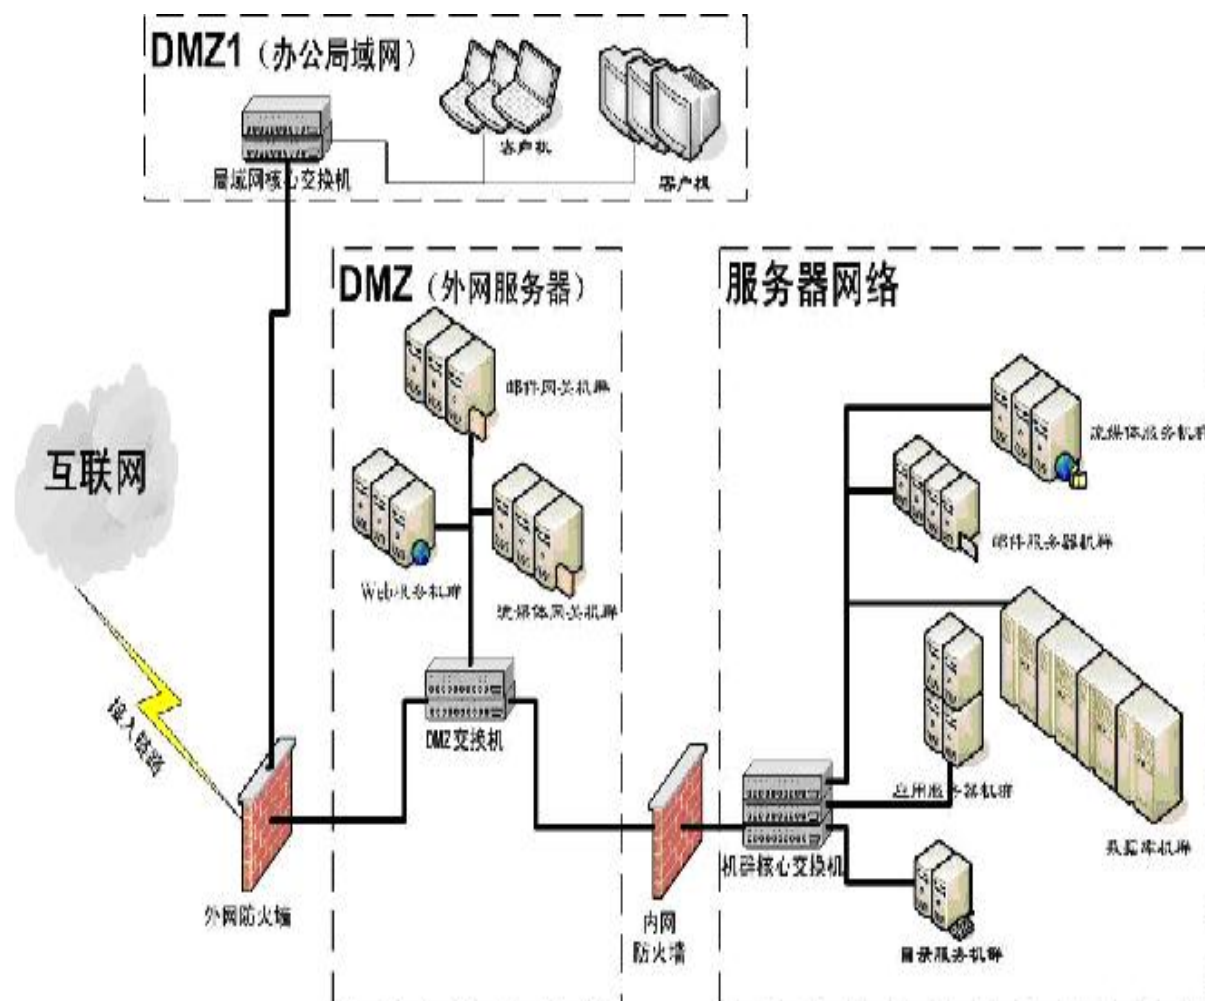 DMZ1（办公局域网）
客户机
客户机
局域网核心交换机
DMZ（外网服务器）
服务器网络
邮件网关机群
流媒体服务机群
互联网
邮件服务器机群
Web服务机群
流媒体网关机群
接入链路
DMZ交换机
应用服务器机群
数据库机群
机群核心交换机
外网防火墙
内网
防火墙
目录服务机群